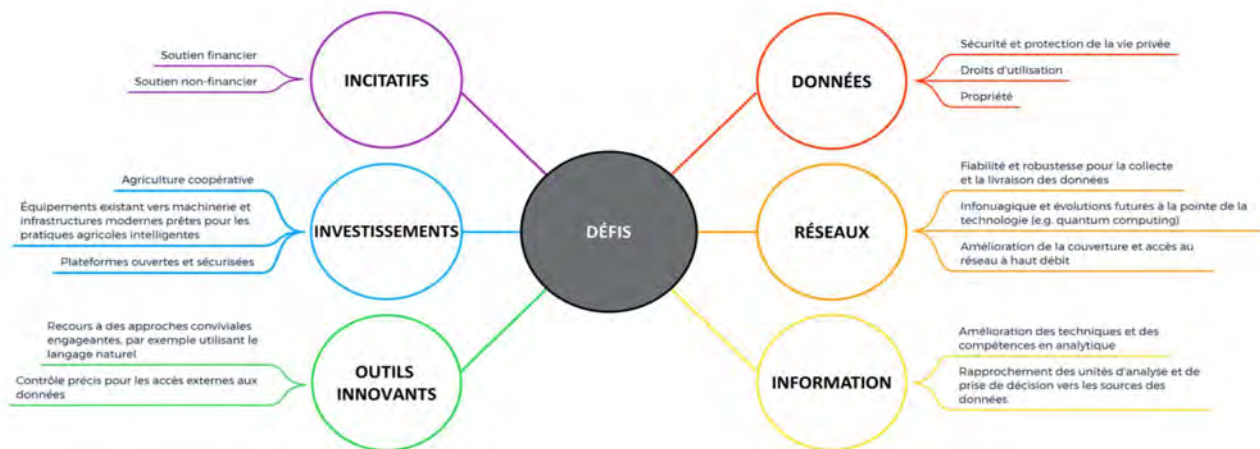 Soutien financier
Soutien non-financier
INCITATIFS
Agriculture coopérative
Équipements existant vers machinerie et
infrastructures modernes prêtes pour les
pratiques agricoles intelligentes
Plateformes ouvertes et sécurisées
INVESTISSEMENTS
Recours à des approches conviviales
engageantes, par exemple utilisant le
langage naturel
Contrôle précis pour les accès externes aux
données
OUTILS
INNOVANTS
DÉFIS
DONNÉES
Sécurité et protection de la vie privée
Droits d'utilisation
Propriété
RÉSEAUX
Fiabilité et robustesse pour la collecte
et la livraison des données
Infonuagique et évolutions futures à la pointe de la
technologie (e.g. quantum computing)
Amélioration de la couverture et accès au
réseau à haut débit
INFORMATION
Amélioration des techniques et des
compétences en analytique
Rapprochement des unités d'analyse et de
prise de décision vers les sources des
données